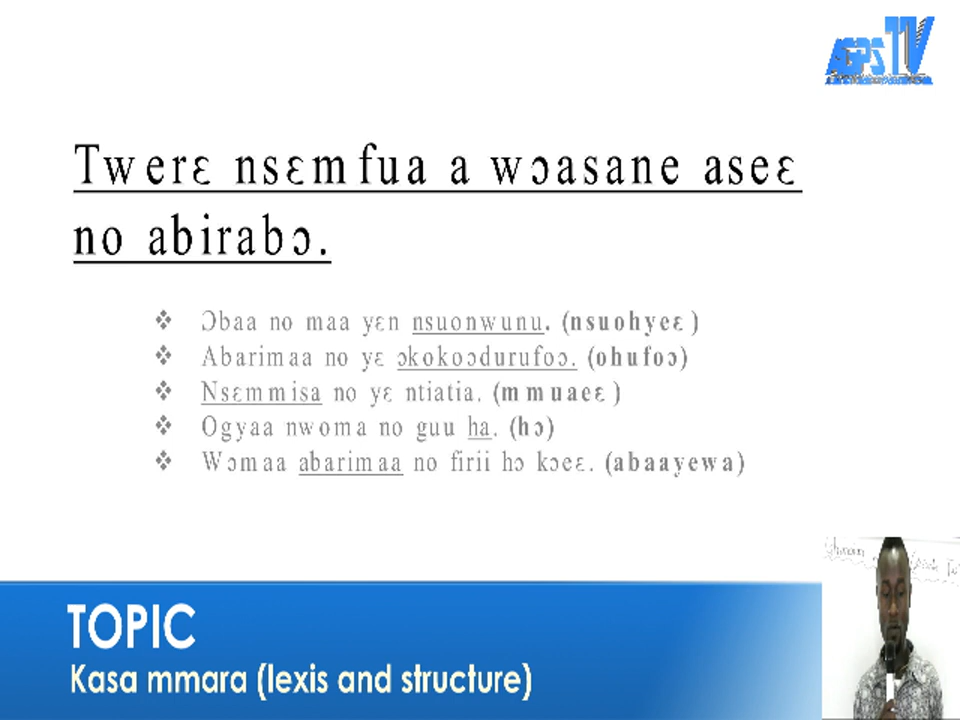 AGPS TV
Twerɛ nsɛmfua a wɔasane aseɛ
no abirabɔ.
❖ Ɔbaa no maa yɛn nsuonwunu. (nsuohyeɛ)
❖ Abarimaa no yɛ ɔkokoɔdurufoɔ. (ohufoɔ)
❖ Nsɛmmisa no yɛ ntiatia. (mmuaeɛ)
❖ Ogyaa nwoma no guu ha. (hɔ)
❖ Wɔmaa abarimaa no firii hɔ kɔeɛ. (abaayewa)
TOPIC
Kasa mmara (lexis and structure)